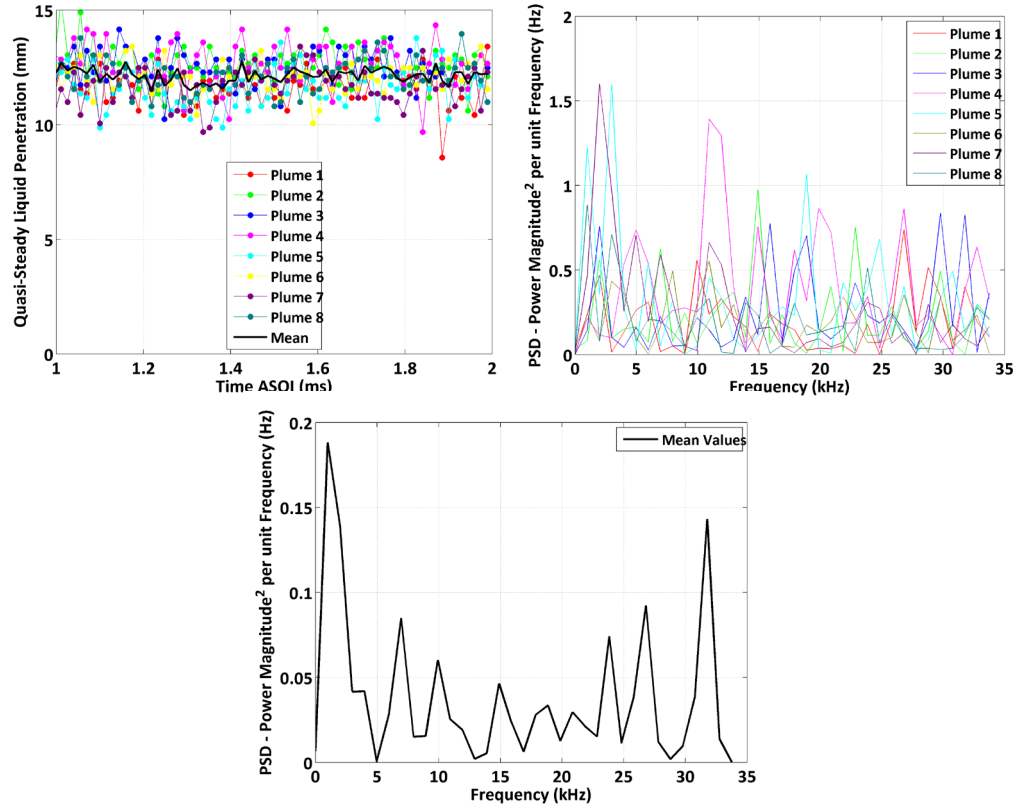 Quasi-Steady Liquid Penetration (mm)
15
10
5
0
Plume 1
Plume 2
Plume 3
Plume 4
Plume 5
Plume 6
Plume 7
Plume 8
Mean
1 1.2 1.4 1.6 1.8 2
Time ASOI (ms)
PSD - Power Magnitude² per unit Frequency (Hz)
2
1.5
1
0.5
0
Plume 1
Plume 2
Plume 3
Plume 4
Plume 5
Plume 6
Plume 7
Plume 8
0 5 10 15 20 25 30 35
Frequency (kHz)
PSD - Power Magnitude² per unit Frequency (Hz)
0.2
0.15
0.1
0.05
0
Mean Values
0 5 10 15 20 25 30 35
Frequency (kHz)